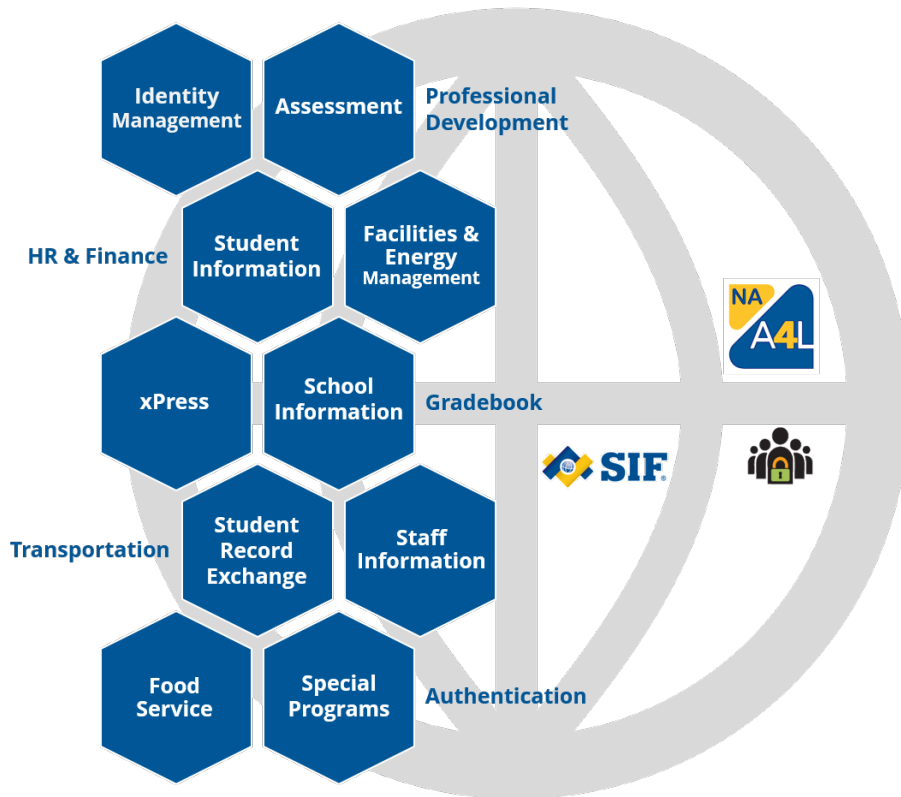 Identity
Management
Assessment
Professional
Development
HR & Finance
Student
Information
Facilities &
Energy
Management
NA
A4L
xPress
School
Information
Gradebook
SIF®
Transportation
Student
Record
Exchange
Staff
Information
Food
Service
Special
Programs
Authentication